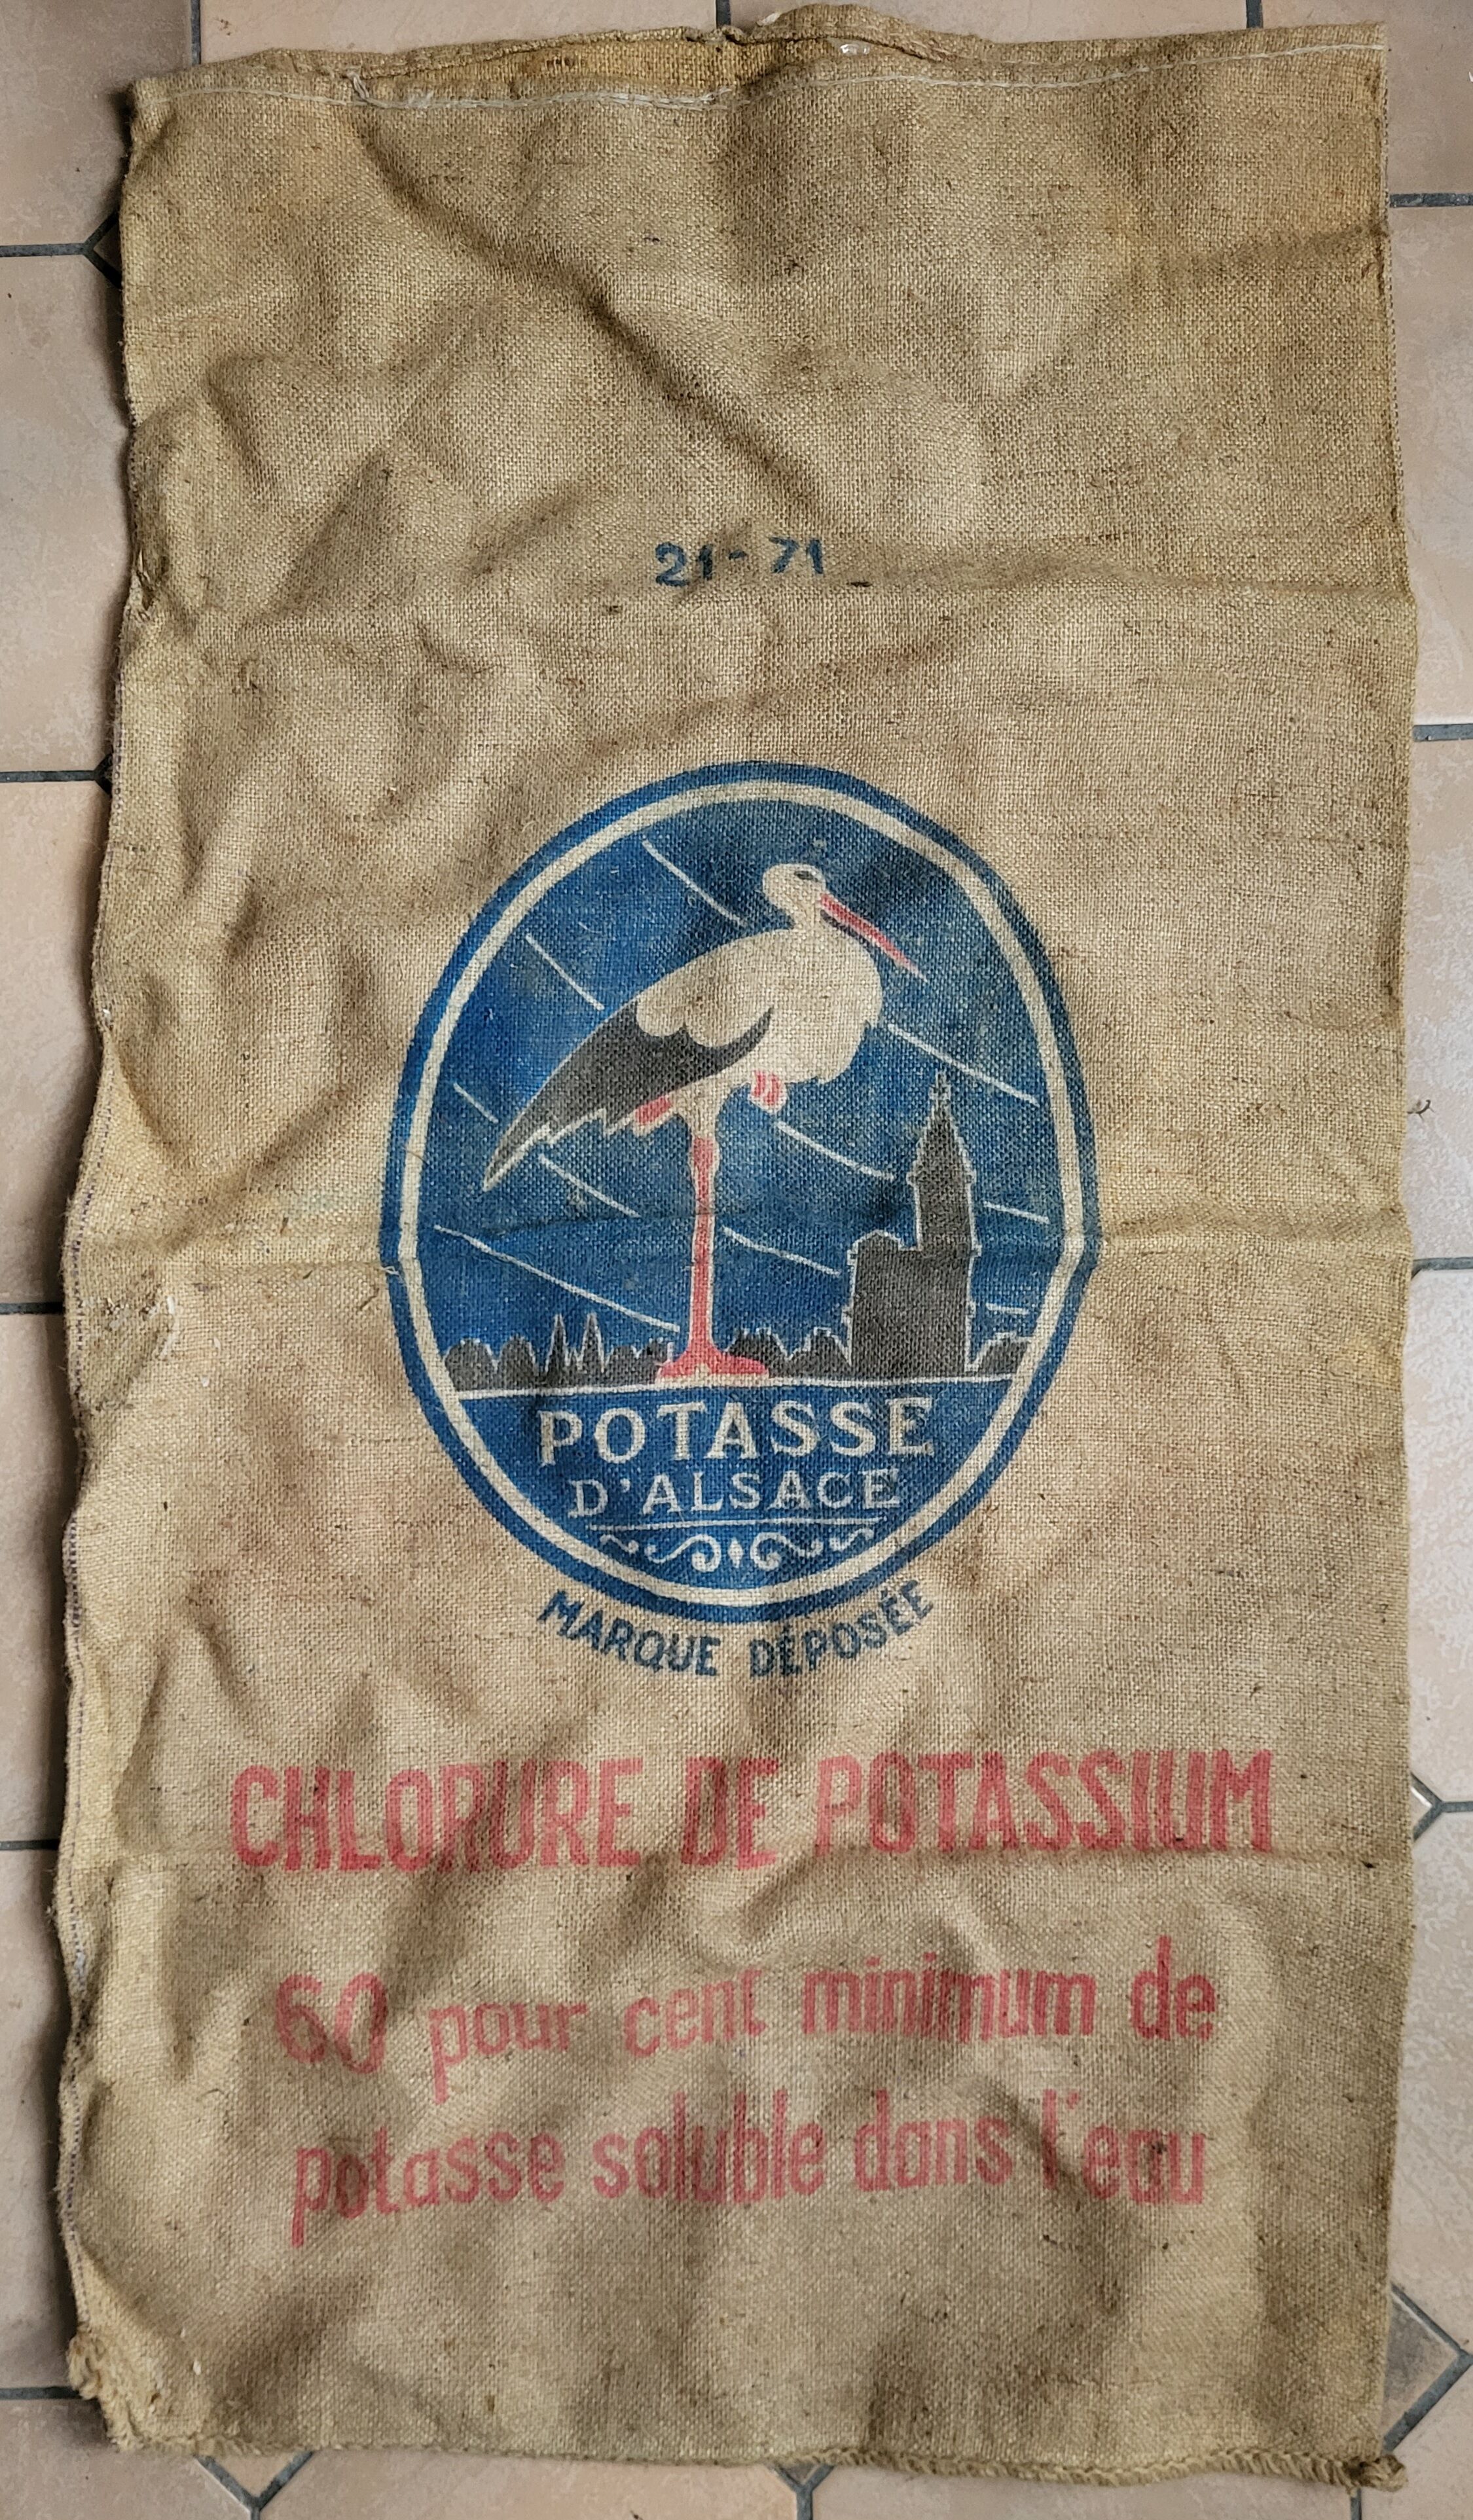 21-71
POTASSE
D'ALSACE
MARQUE DÉPOSÉE
CHLORURE DE POTASSIUM
60 pour cent minimum de
potasse soluble dans l'eau